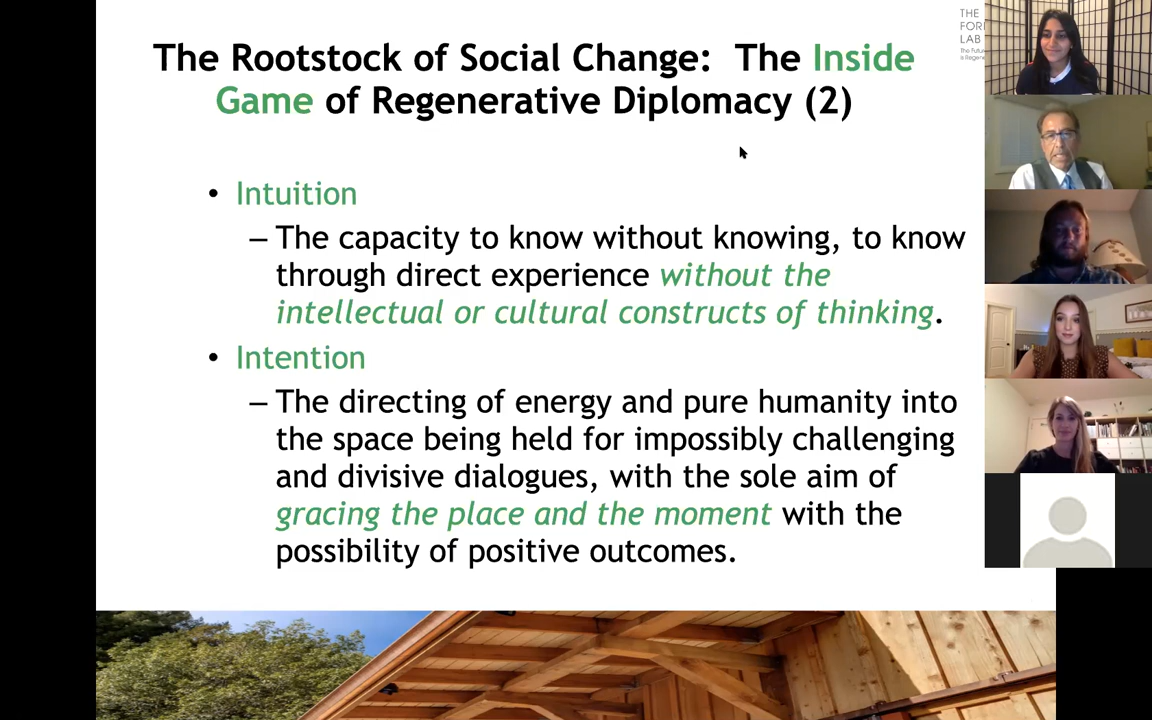 The Rootstock of Social Change: The Inside
Game of Regenerative Diplomacy (2)
THE
LAB
• Intuition
– The capacity to know without knowing, to know
through direct experience without the
intellectual or cultural constructs of thinking.
• Intention
– The directing of energy and pure humanity into
the space being held for impossibly challenging
and divisive dialogues, with the sole aim of
gracing the place and the moment with the
possibility of positive outcomes.